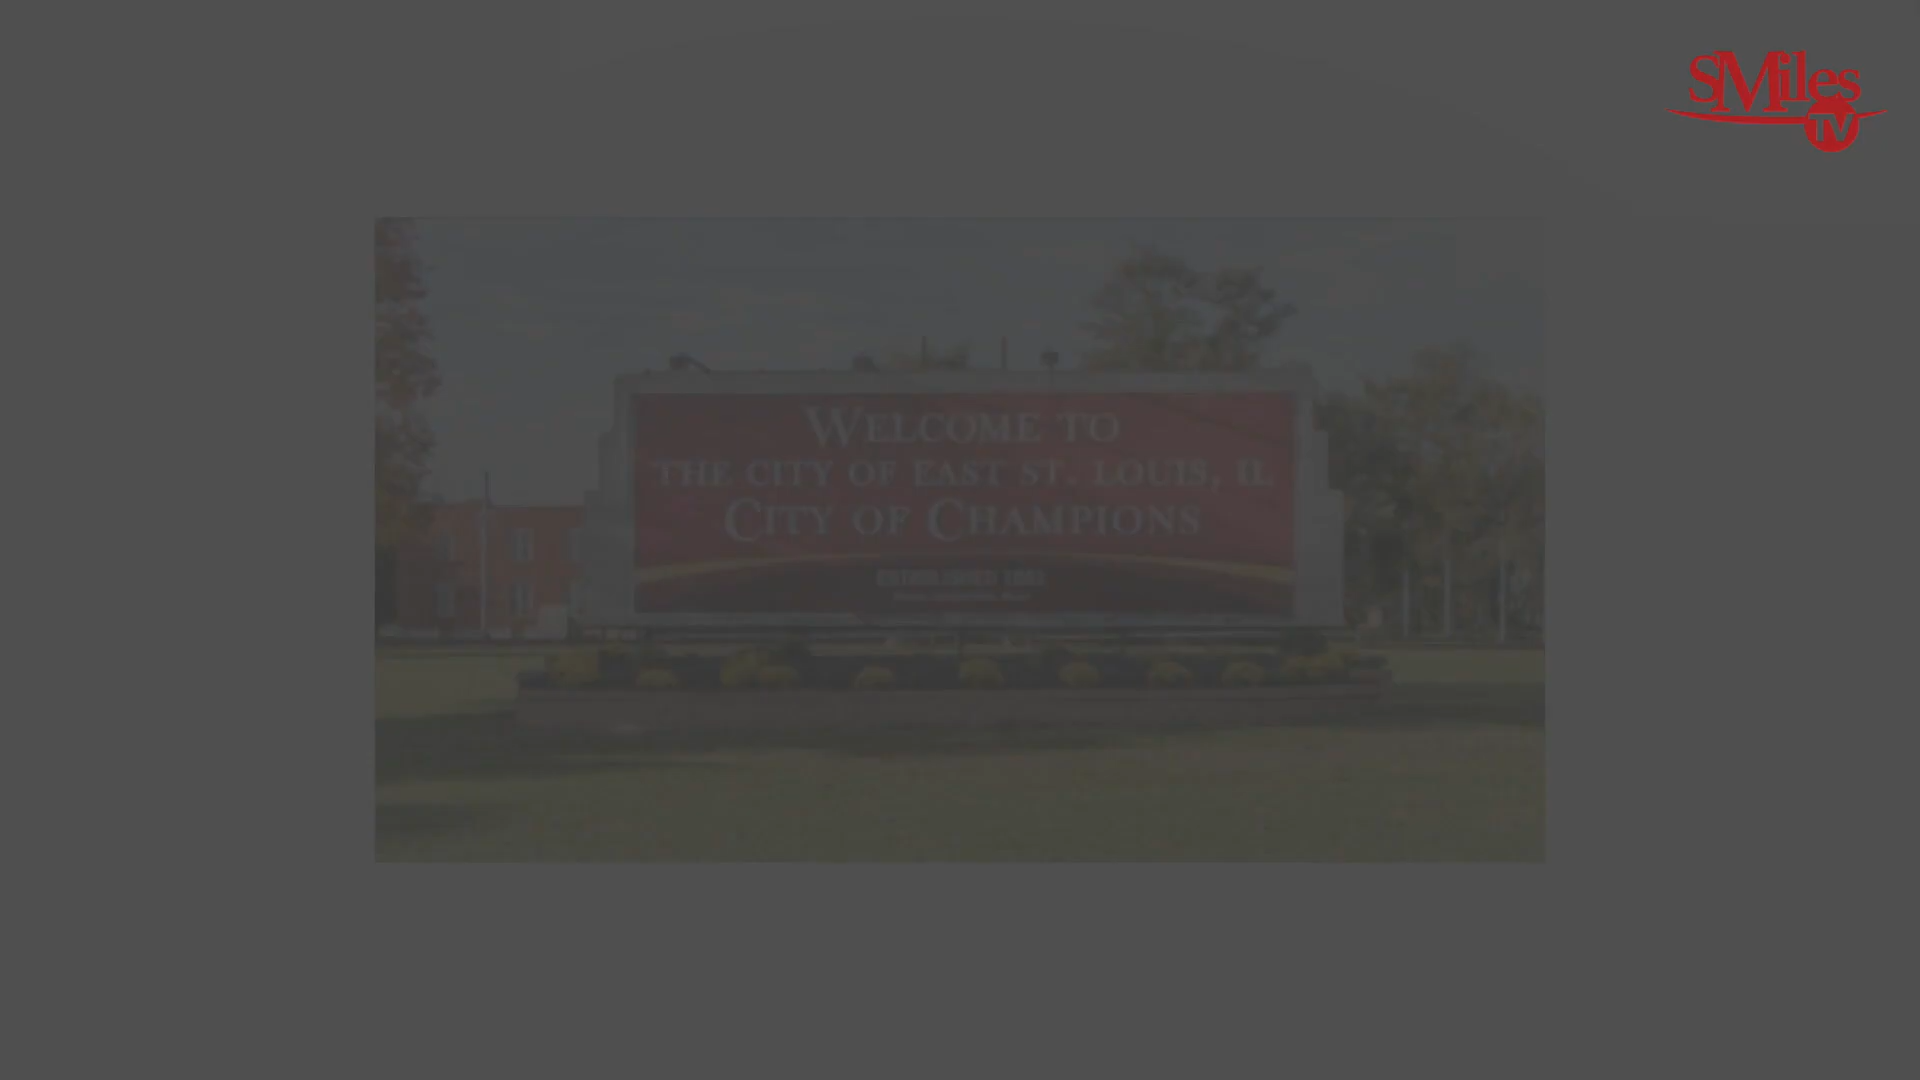 SMiles
TV
WELCOME TO
THE CITY OF EAST ST. LOUIS, IL
CITY OF CHAMPIONS